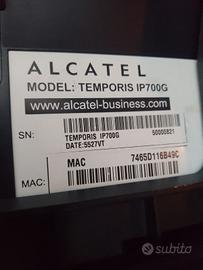 ALCATEL
MODEL: TEMPORIS IP700G
www.alcatel-business.com
SN:
TEMPORIS IP700G 50000821
DATE:5527VT
MAC 7465D116B49C
MAC:
subito